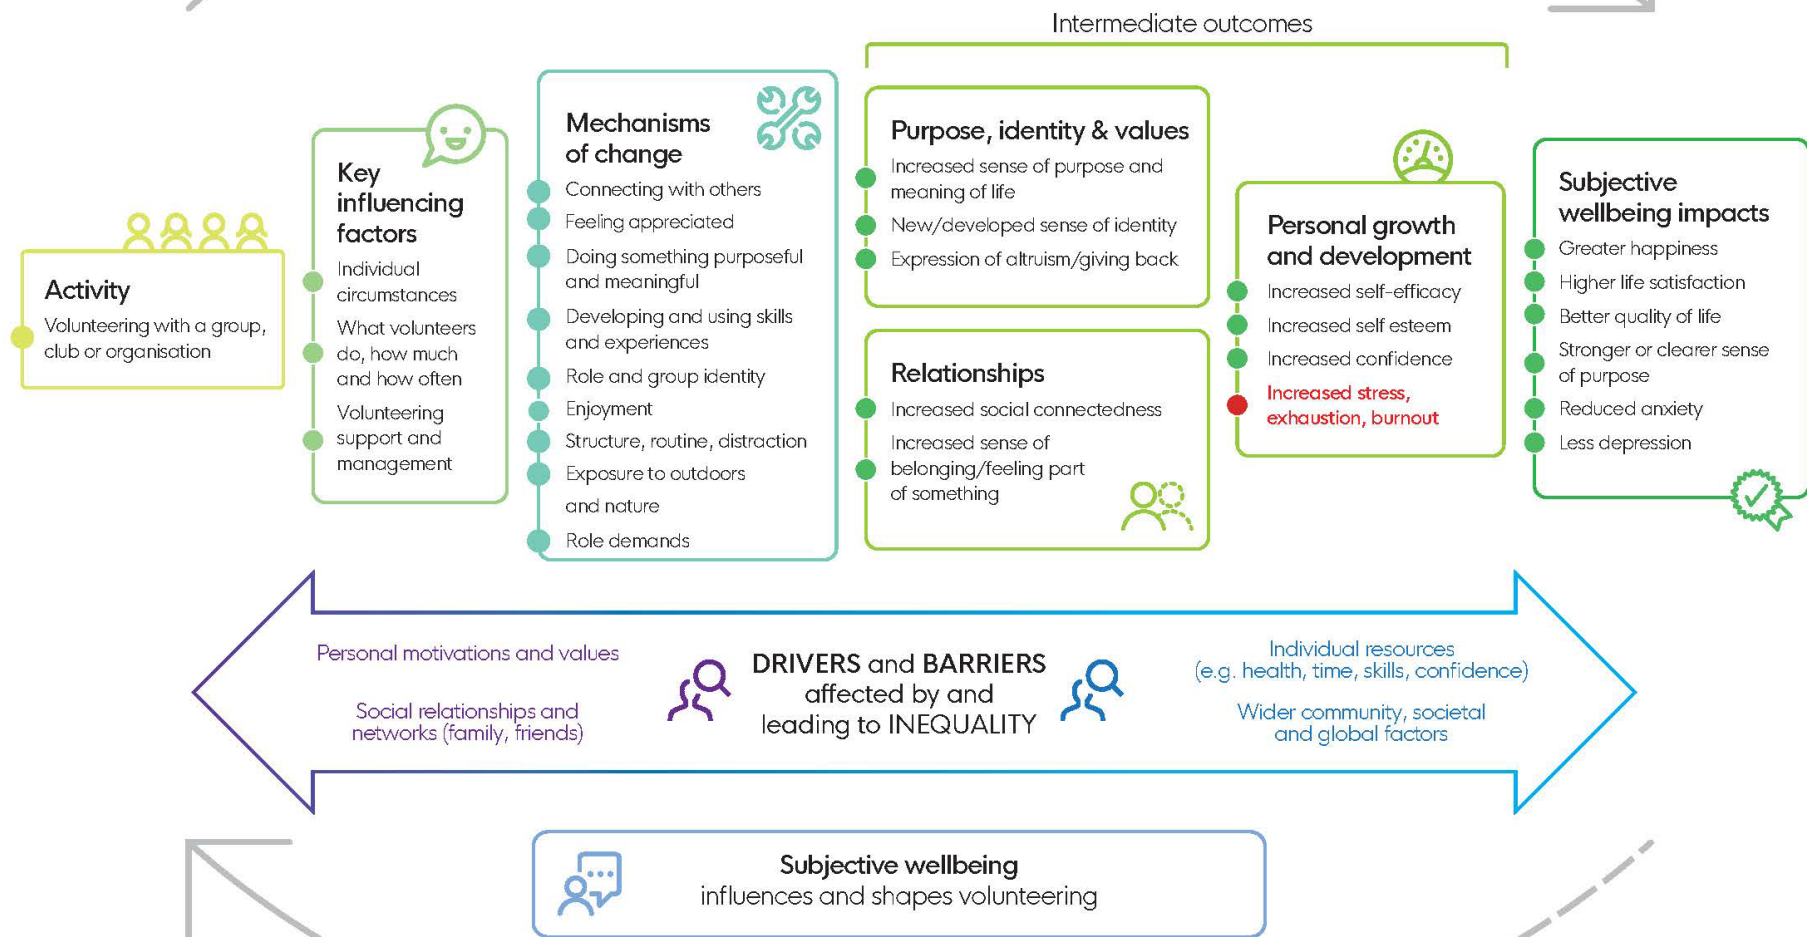 Intermediate outcomes
Activity
Volunteering with a group,
club or organisation
Key
influencing
factors
Individual
circumstances
What volunteers
do, how much
and how often
Volunteering
support and
management
Mechanisms
of change
Connecting with others
Feeling appreciated
Doing something purposeful
and meaningful
Developing and using skills
and experiences
Role and group identity
Enjoyment
Structure, routine, distraction
Exposure to outdoors
and nature
Role demands
Purpose, identity & values
Increased sense of purpose and
meaning of life
New/developed sense of identity
Expression of altruism/giving back
Relationships
Increased social connectedness
Increased sense of
belonging/feeling part
of something
Personal growth
and development
Increased self-efficacy
Increased self esteem
Increased confidence
Increased stress,
exhaustion, burnout
Subjective
wellbeing impacts
Greater happiness
Higher life satisfaction
Better quality of life
Stronger or clearer sense
of purpose
Reduced anxiety
Less depression
Personal motivations and values
Social relationships and
networks (family, friends)
DRIVERS and BARRIERS
affected by and
leading to INEQUALITY
Individual resources
(e.g. health, time, skills, confidence)
Wider community, societal
and global factors
Subjective wellbeing
influences and shapes volunteering